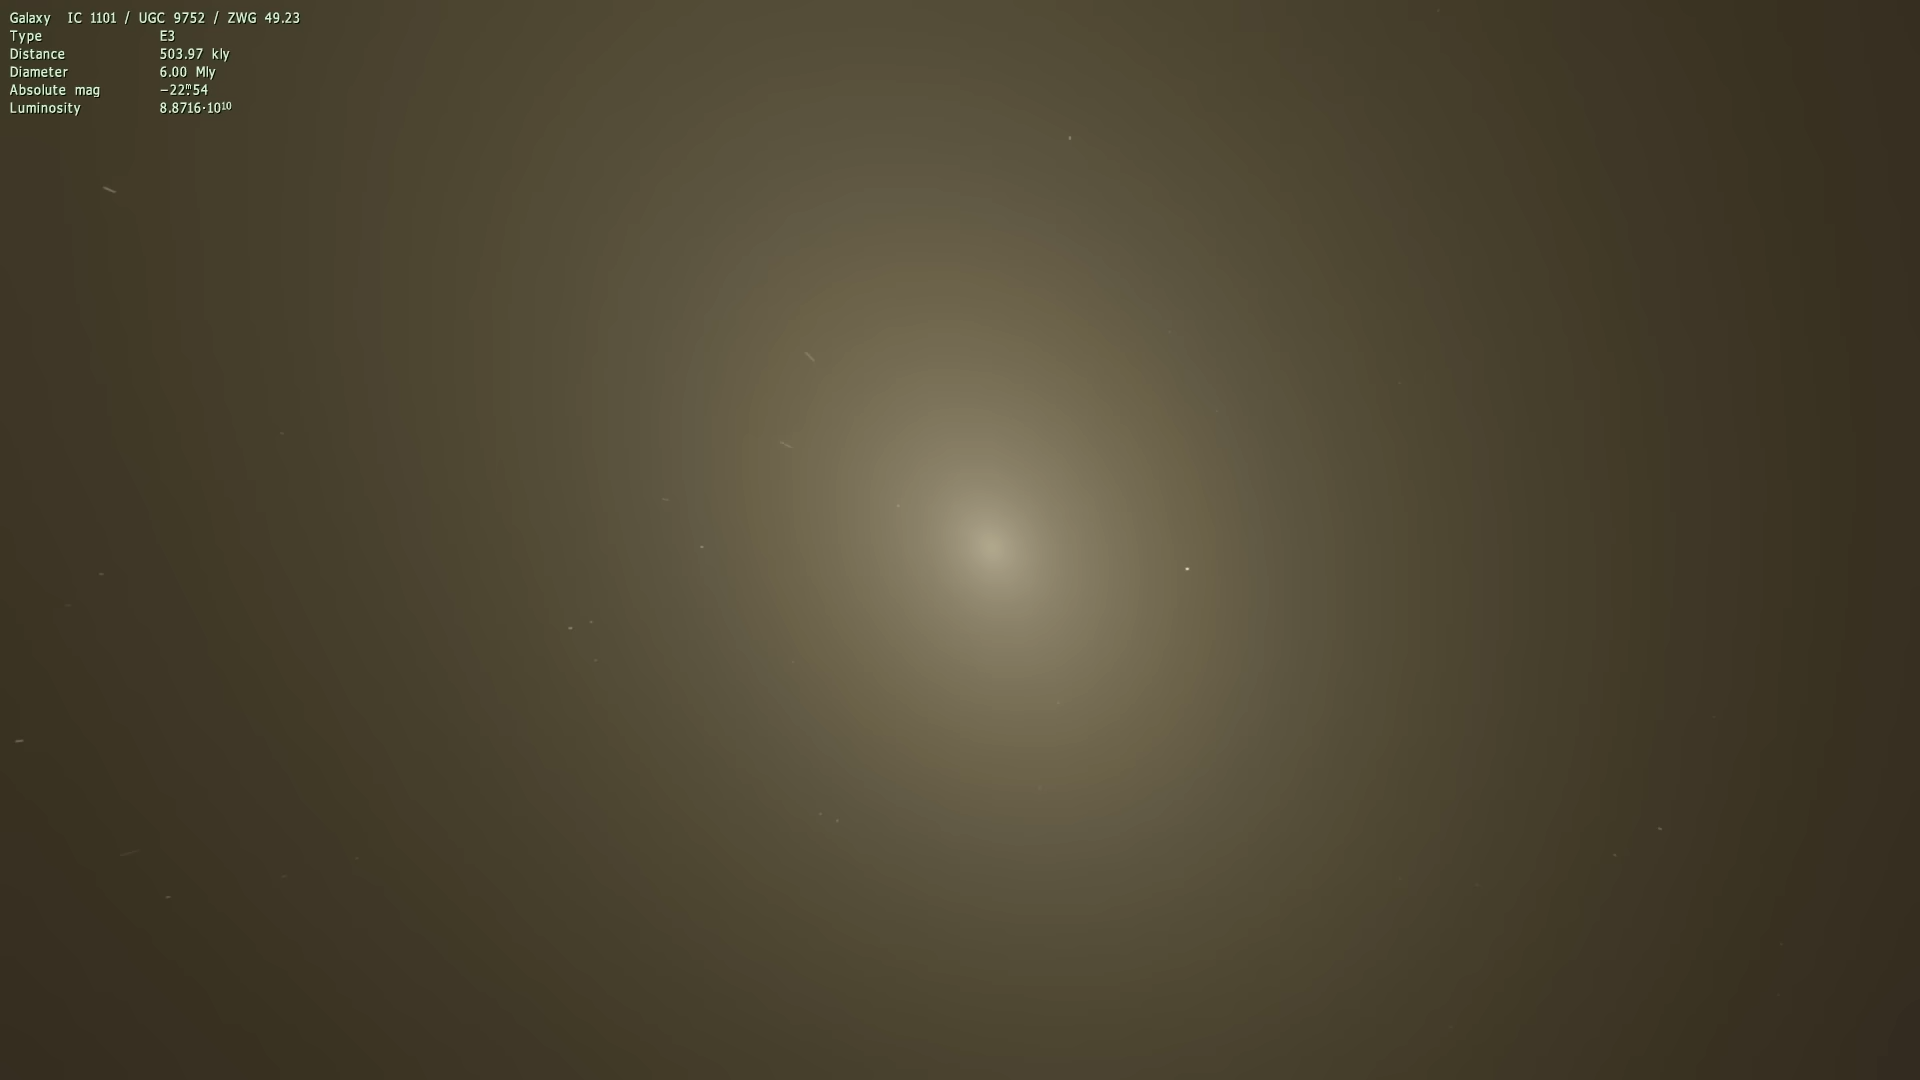 Galaxy IC 1101 / UGC 9752 / ZWG 49.23
Type E3
Distance 503.97 kly
Diameter 6.00 Mly
Absolute mag −22ᵐ.54
Luminosity 8.8716·10¹⁰